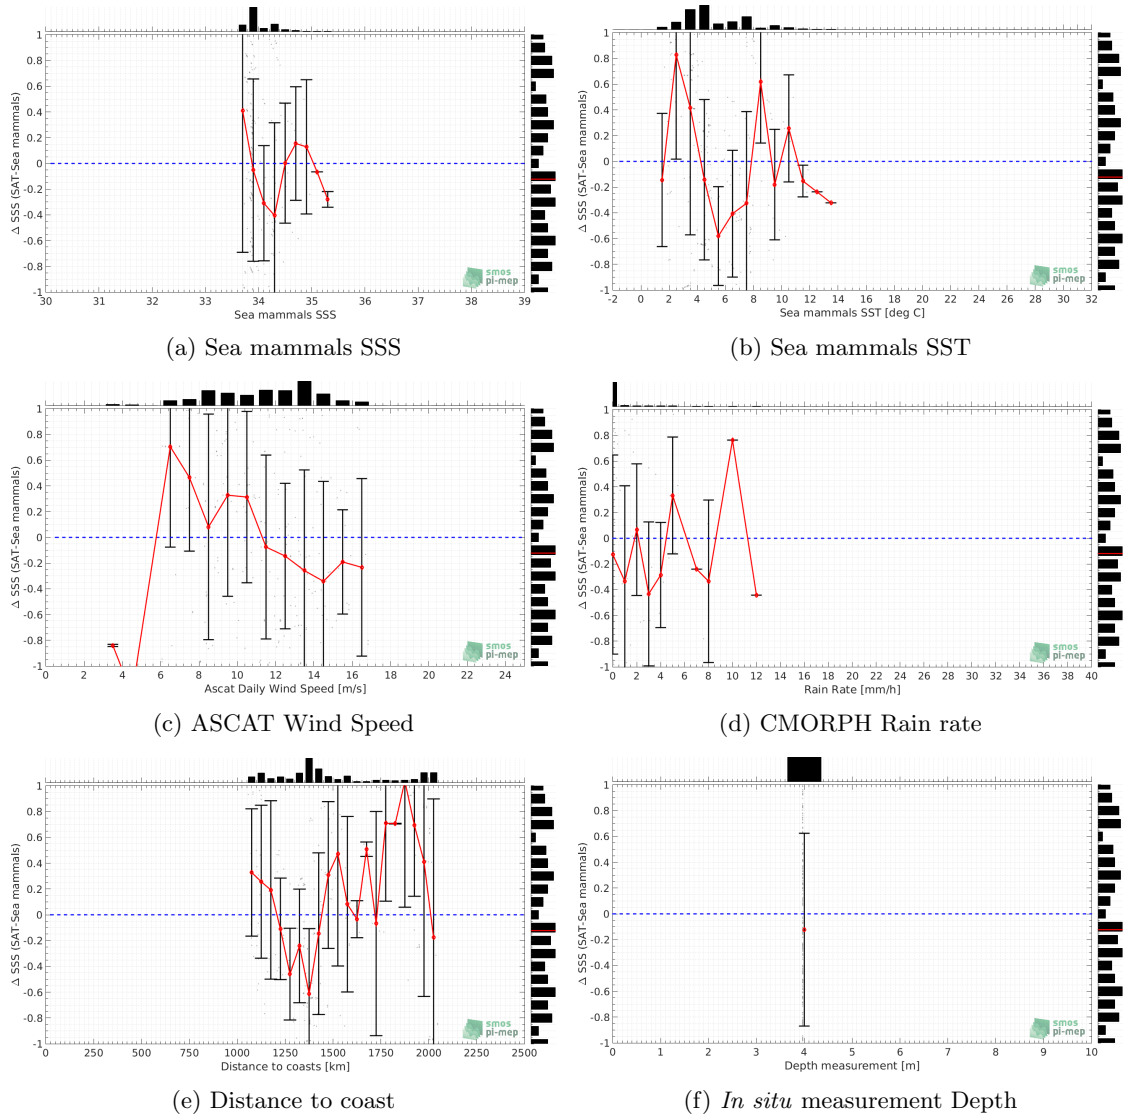 1
0.8
0.6
0.4
0.2
0
-0.2
-0.4
-0.6
-0.8
-1
Δ SSS (SAT-Sea mammals)
30 31 32 33 34 35 36 37 38 39
Sea mammals SSS
smos
pi-mep
(a) Sea mammals SSS
1
0.8
0.6
0.4
0.2
0
-0.2
-0.4
-0.6
-0.8
-1
Δ SSS (SAT-Sea mammals)
-2 0 2 4 6 8 10 12 14 16 18 20 22 24 26 28 30 32
Sea mammals SST [deg C]
smos
pi-mep
(b) Sea mammals SST
1
0.8
0.6
0.4
0.2
0
-0.2
-0.4
-0.6
-0.8
-1
Δ SSS (SAT-Sea mammals)
0 2 4 6 8 10 12 14 16 18 20 22 24
Ascat Daily Wind Speed [m/s]
smos
pi-mep
(c) ASCAT Wind Speed
1
0.8
0.6
0.4
0.2
0
-0.2
-0.4
-0.6
-0.8
-1
Δ SSS (SAT-Sea mammals)
0 2 4 6 8 10 12 14 16 18 20 22 24 26 28 30 32 34 36 38 40
Rain Rate [mm/h]
smos
pi-mep
(d) CMORPH Rain rate
1
0.8
0.6
0.4
0.2
0
-0.2
-0.4
-0.6
-0.8
-1
Δ SSS (SAT-Sea mammals)
0 250 500 750 1000 1250 1500 1750 2000 2250 2500
Distance to coasts [km]
smos
pi-mep
(e) Distance to coast
1
0.8
0.6
0.4
0.2
0
-0.2
-0.4
-0.6
-0.8
-1
Δ SSS (SAT-Sea mammals)
0 1 2 3 4 5 6 7 8 9 10
Depth measurement [m]
smos
pi-mep
(f) In situ measurement Depth